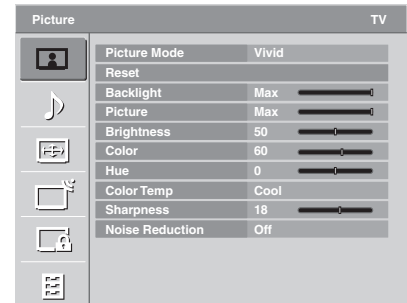 Picture TV
Picture Mode Vivid
Reset
Backlight Max
Picture Max
Brightness 50
Color 60
Hue 0
Color Temp Cool
Sharpness 18
Noise Reduction Off